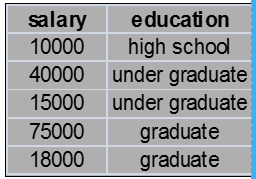 salary education
10000 high school
40000 under graduate
15000 under graduate
75000 graduate
18000 graduate